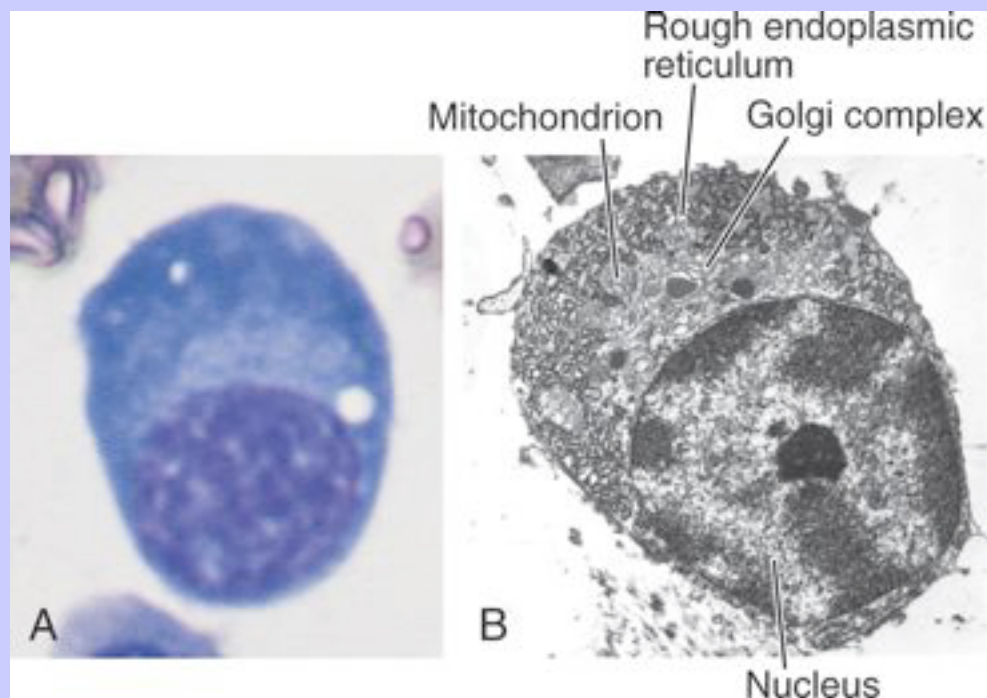 Rough endoplasmic
reticulum
Mitochondrion
Golgi complex
A
B
Nucleus